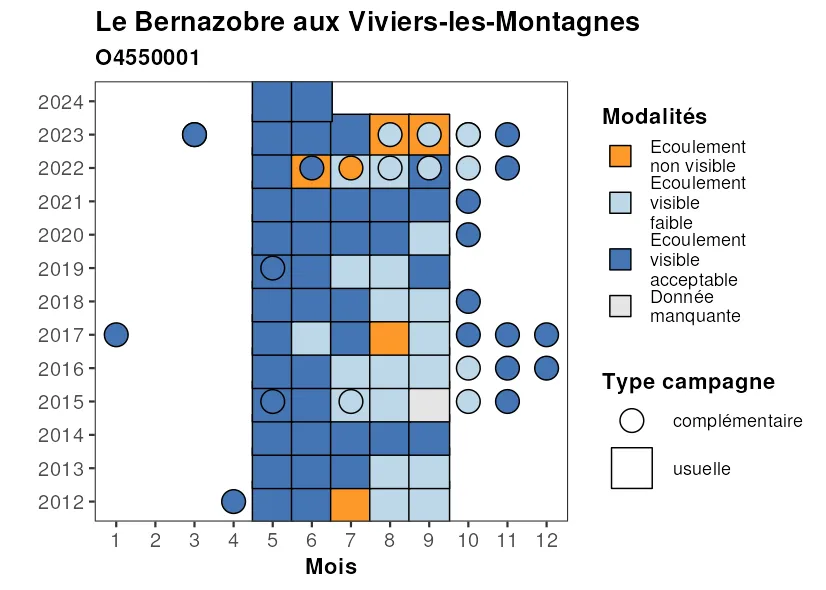 Le Bernazobre aux Viviers-les-Montagnes
O4550001
2024
2023
2022
2021
2020
2019
2018
2017
2016
2015
2014
2013
2012
1 2 3 4 5 6 7 8 9 10 11 12
Mois
Modalités
Ecoulement
non visible
Ecoulement
visible
faible
Ecoulement
visible
acceptable
Donnée
manquante
Type campagne
complémentaire
usuelle